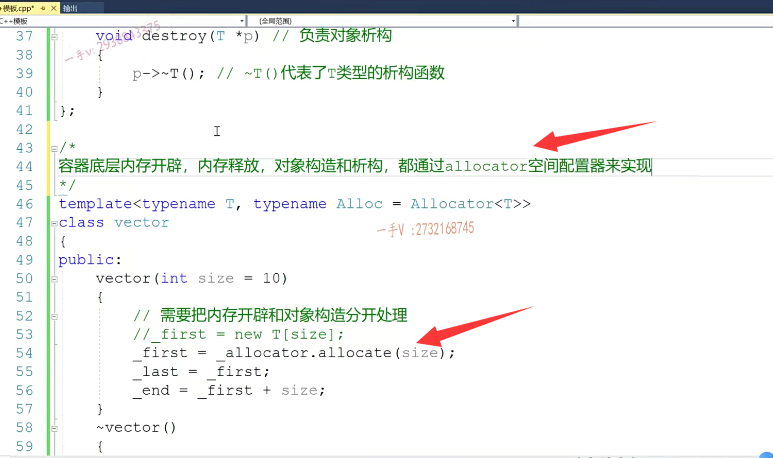 模板.cpp* 输出
C++模板 (全局范围)
37 void destroy(T *p) // 负责对象析构
38 {
39 p->~T(); // ~T()代表了T类型的析构函数
40 }
41 };
42
43 /*
44 容器底层内存开辟，内存释放，对象构造和析构，都通过allocator空间配置器来实现
45 */
46 template<typename T, typename Alloc = Allocator<T>>
47 class vector
一手V :2732168745
48 {
49 public:
50 vector(int size = 10)
51 {
52 // 需要把内存开辟和对象构造分开处理
53 //_first = new T[size];
54 _first = _allocator.allocate(size);
55 _last = _first;
56 _end = _first + size;
57 }
58 ~vector()
59 {